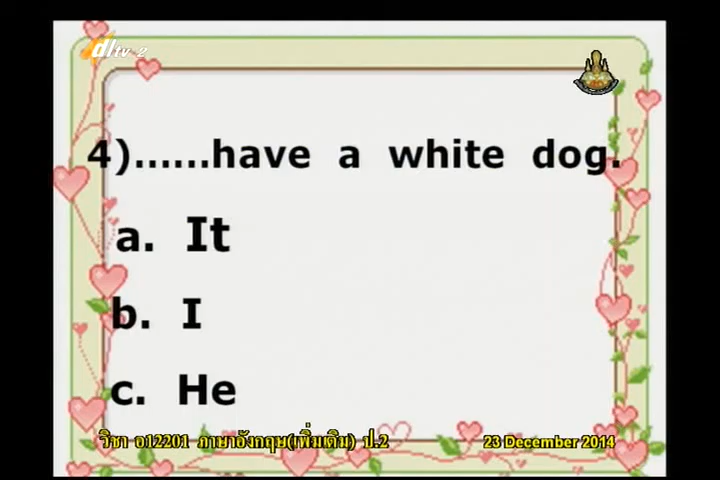 dltv-2
4)......have a white dog.
a. It
b. I
c. He
วิชา อ12201 ภาษาอังกฤษ(เพิ่มเติม) ป.2
23 December 2014